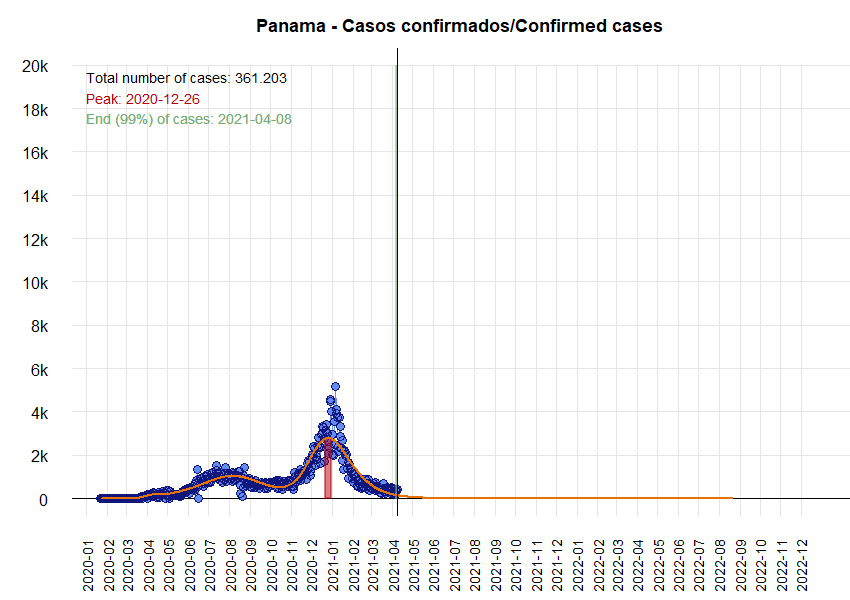 Panama - Casos confirmados/Confirmed cases
20k
18k
16k
14k
12k
10k
8k
6k
4k
2k
0
Total number of cases: 361.203
Peak: 2020-12-26
End (99%) of cases: 2021-04-08
2020-01
2020-02
2020-03
2020-04
2020-05
2020-06
2020-07
2020-08
2020-09
2020-10
2020-11
2020-12
2021-01
2021-02
2021-03
2021-04
2021-05
2021-06
2021-07
2021-08
2021-09
2021-10
2021-11
2021-12
2022-01
2022-02
2022-03
2022-04
2022-05
2022-06
2022-07
2022-08
2022-09
2022-10
2022-11
2022-12